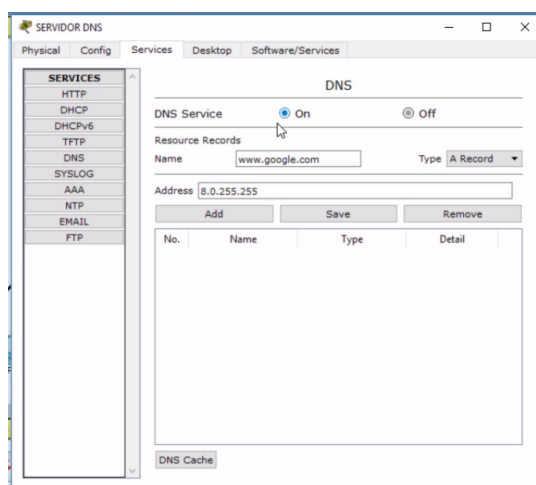 SERVIDOR DNS
Physical Config Services Desktop Software/Services
SERVICES
HTTP
DHCP
DHCPv6
TFTP
DNS
SYSLOG
AAA
NTP
EMAIL
FTP
DNS
DNS Service On Off
Resource Records
Name www.google.com Type A Record
Address 8.0.255.255
Add Save Remove
No. Name Type Detail
DNS Cache